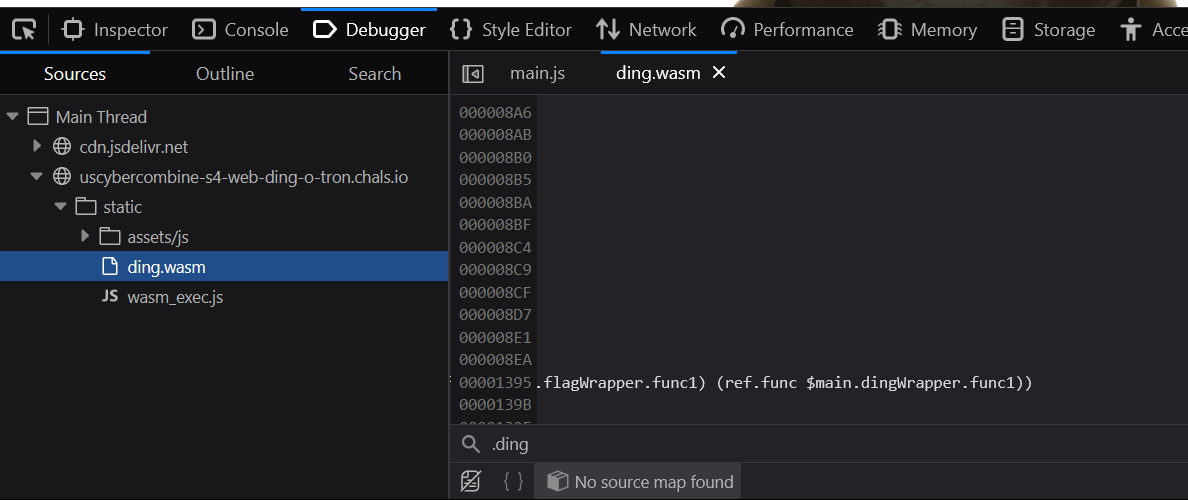 Inspector Console Debugger Style Editor Network Performance Memory Storage Acce
Sources Outline Search main.js ding.wasm
Main Thread
cdn.jsdelivr.net
uscybercombine-s4-web-ding-o-tron.chals.io
static
assets/js
ding.wasm
JS wasm_exec.js
000008A6
000008AB
000008B0
000008B5
000008BA
000008BF
000008C4
000008C9
000008CF
000008D7
000008E1
000008EA
00001395 .flagWrapper.func1) (ref.func $main.dingWrapper.func1))
0000139B
.ding
{ } No source map found